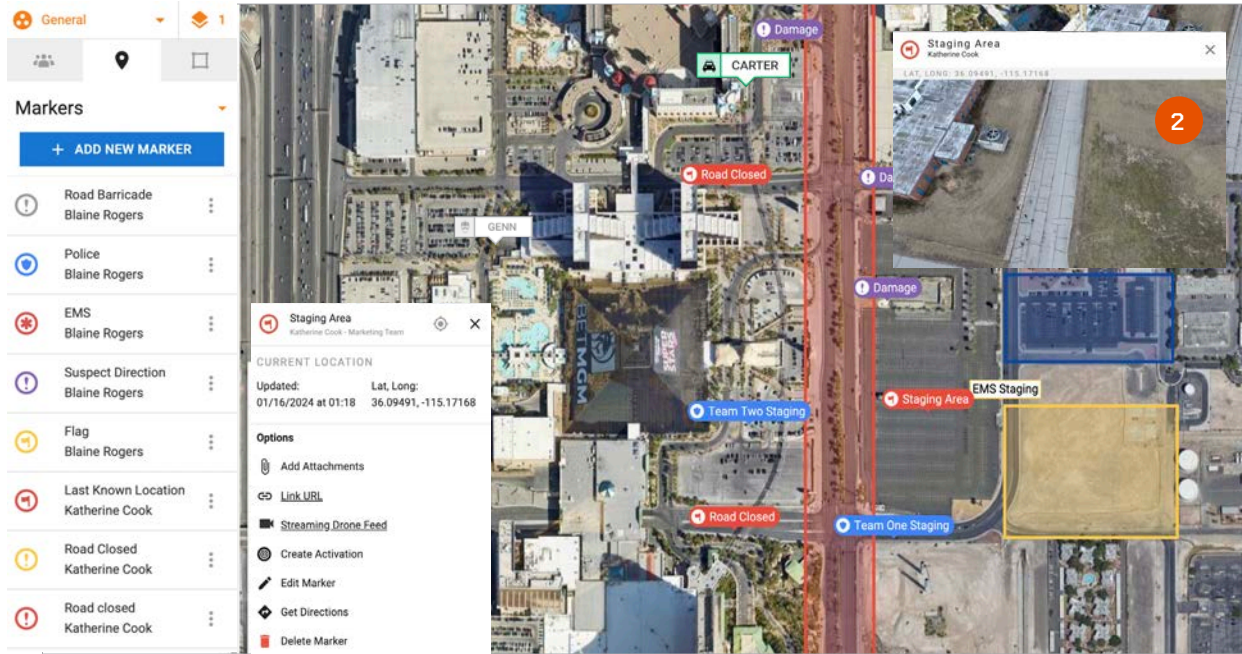 General
1
Markers
+ ADD NEW MARKER
Road Barricade
Blaine Rogers
Police
Blaine Rogers
EMS
Blaine Rogers
Suspect Direction
Blaine Rogers
Flag
Blaine Rogers
Last Known Location
Katherine Cook
Road Closed
Katherine Cook
Road closed
Katherine Cook
Damage
CARTER
Road Closed
Da
GENN
Damage
BETMGM
Staging Area
EMS Staging
Team Two Staging
Road Closed
Team One Staging
Staging Area
Katherine Cook - Marketing Team
CURRENT LOCATION
Updated:
01/16/2024 at 01:18
Lat, Long:
36.09491, -115.17168
Options
Add Attachments
Link URL
Streaming Drone Feed
Create Activation
Edit Marker
Get Directions
Delete Marker
Staging Area
Katherine Cook
LAT, LONG: 36.09491, -115.17168
2